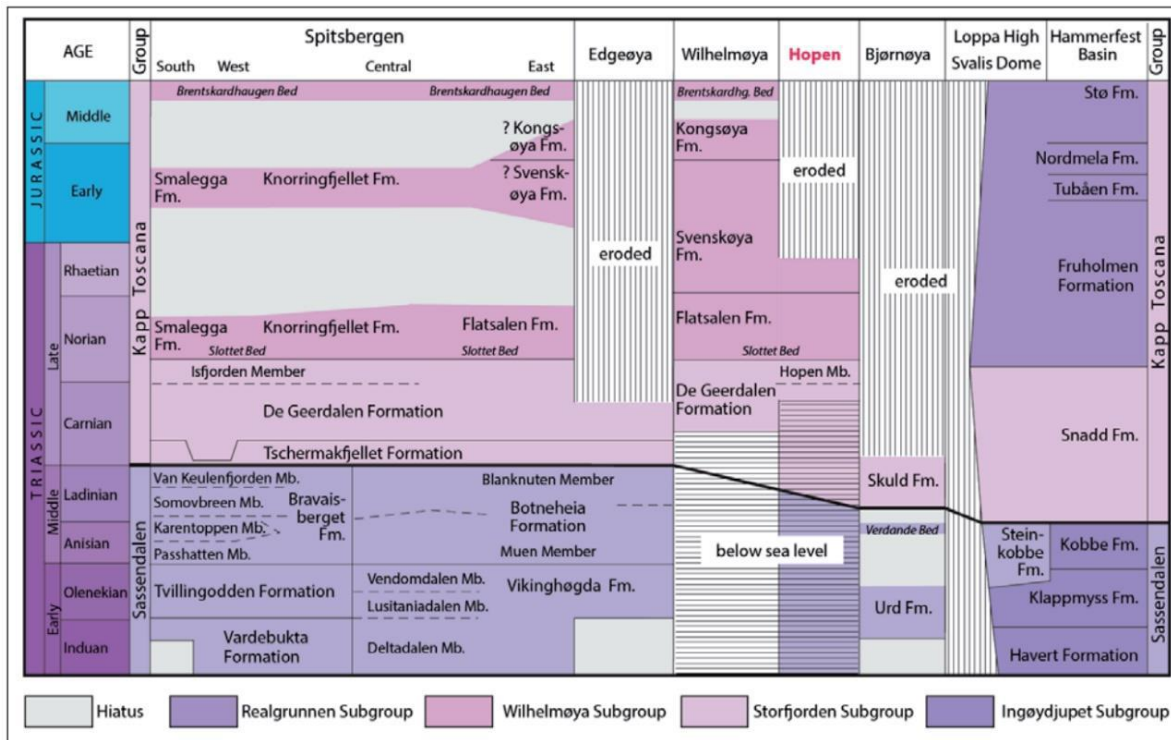 AGE
Group
Spitsbergen
South West Central East
Edgeøya
Wilhelmøya
Hopen
Bjørnøya
Loppa High
Svalis Dome
Hammerfest
Basin
Group
JURASSIC
Middle
Early
TRIASSIC
Late
Rhaetian
Norian
Carnian
Middle
Ladinian
Anisian
Early
Olenekian
Induan
Kapp Toscana
Sassendalen
Brentskardhaugen Bed
Brentskardhaugen Bed
? Kongs-
øya Fm.
Smalegga
Fm.
Knorringfjellet Fm.
? Svensk-
øya Fm.
Smalegga
Fm.
Knorringfjellet Fm.
Flatsalen Fm.
Slottet Bed
Slottet Bed
Isfjorden Member
De Geerdalen Formation
Tschermakfjellet Formation
Van Keulenfjorden Mb.
Somovbreen Mb.
Karentoppen Mb.
Passhatten Mb.
Bravais-
berget
Fm.
Blanknuten Member
Botneheia
Formation
Muen Member
Tvillingodden Formation
Vendomdalen Mb.
Lusitaniadalen Mb.
Vikinghøgda Fm.
Vardebukta
Formation
Deltadalen Mb.
eroded
Brentskardhg. Bed
Kongsøya
Fm.
Svenskøya
Fm.
Flatsalen Fm.
Slottet Bed
De Geerdalen
Formation
Hopen Mb.
eroded
below sea level
eroded
Skuld Fm.
Verdande Bed
Urd Fm.
Stø Fm.
Nordmela Fm.
Tubåen Fm.
Fruholmen
Formation
Snadd Fm.
Stein-
kobbe
Fm.
Kobbe Fm.
Klappmyss Fm.
Havert Formation
Kapp Toscana
Sassendalen
Hiatus
Realgrunnen Subgroup
Wilhelmøya Subgroup
Storfjorden Subgroup
Ingøydjupet Subgroup